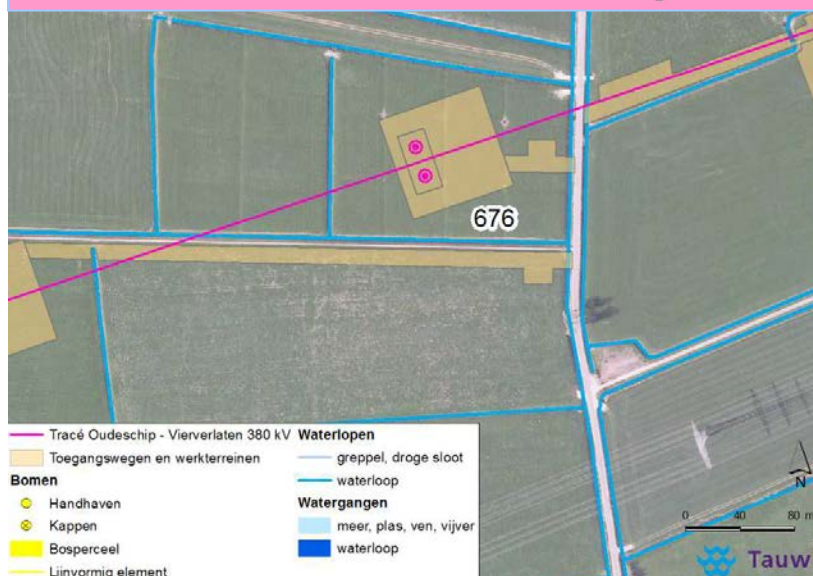 676
Tracé Oudeschip - Vierverlaten 380 kV
Toegangswegen en werkterreinen
Bomen
Handhaven
Kappen
Bosperceel
Lijnvormig element
Waterlopen
greppel, droge sloot
waterloop
Watergangen
meer, plas, ven, vijver
waterloop
N
0 40 80 m
Tauw